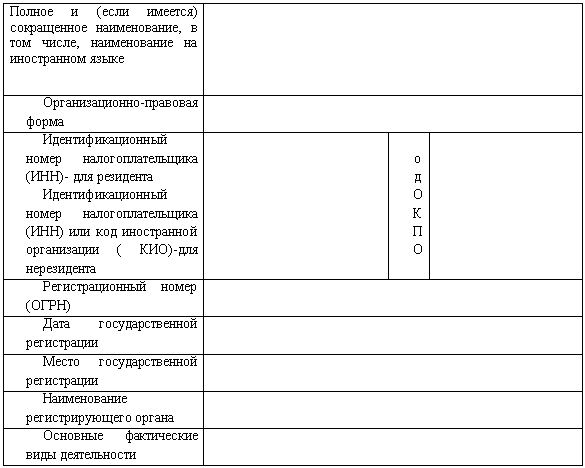 Полное и (если имеется)
сокращенное наименование, в
том числе, наименование на
иностранном языке
Организационно-правовая
форма
Идентификационный
номер налогоплательщика
(ИНН)- для резидента
Идентификационный
номер налогоплательщика
(ИНН) или код иностранной
организации ( КИО)-для
нерезидента
о
д
О
К
П
О
Регистрационный номер
(ОГРН)
Дата государственной
регистрации
Место государственной
регистрации
Наименование
регистрирующего органа
Основные фактические
виды деятельности